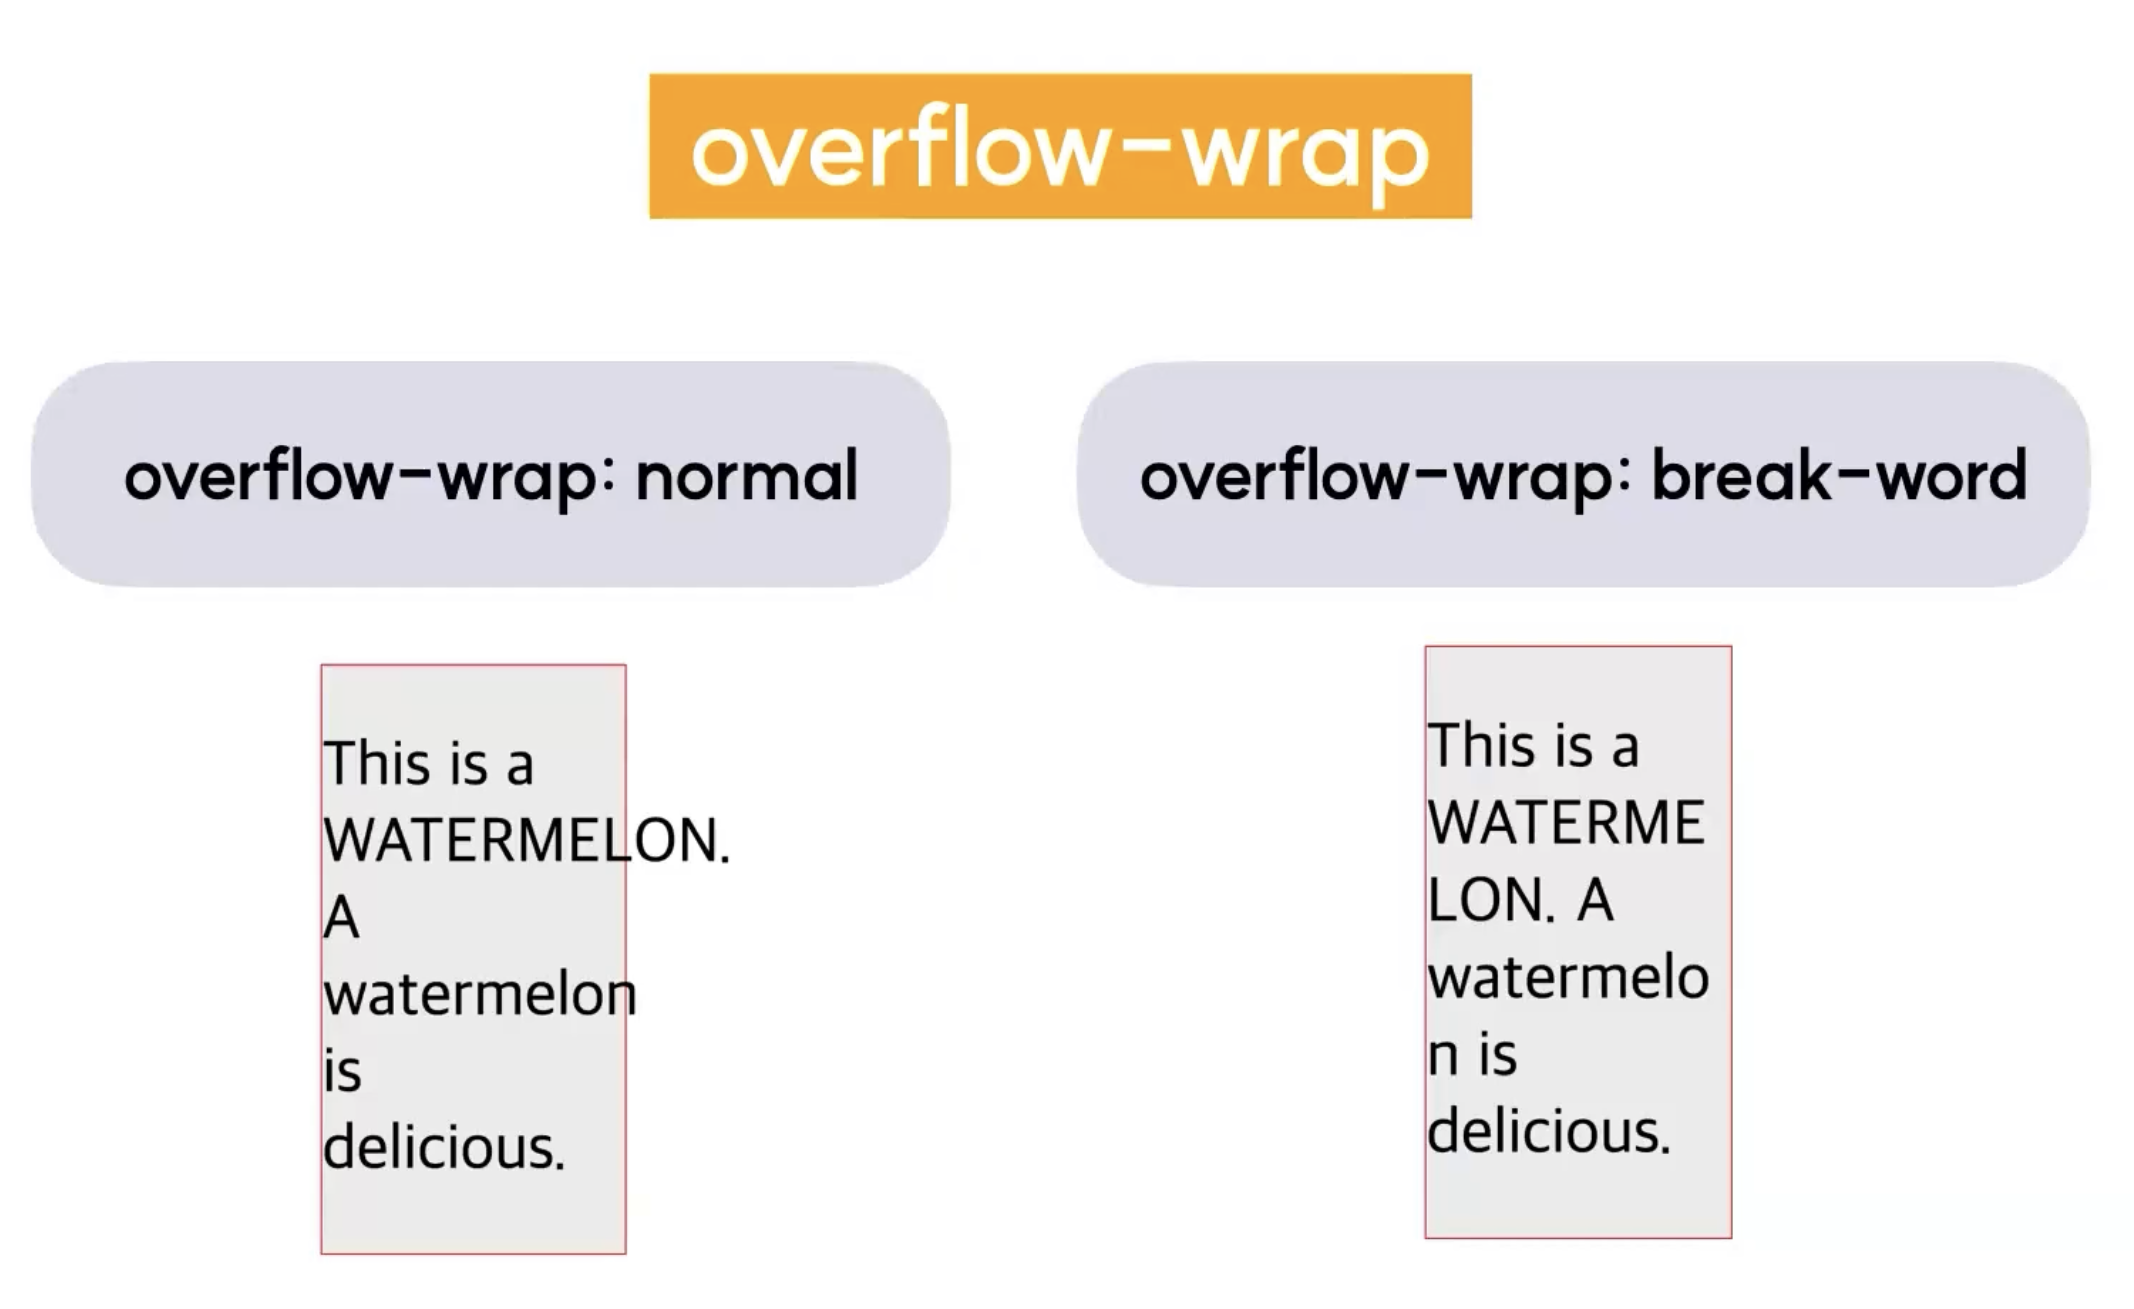 overflow-wrap
overflow-wrap: normal
overflow-wrap: break-word
This is a
WATERMELON.
A
watermelon
is
delicious.
This is a
WATERME
LON. A
watermelo
n is
delicious.